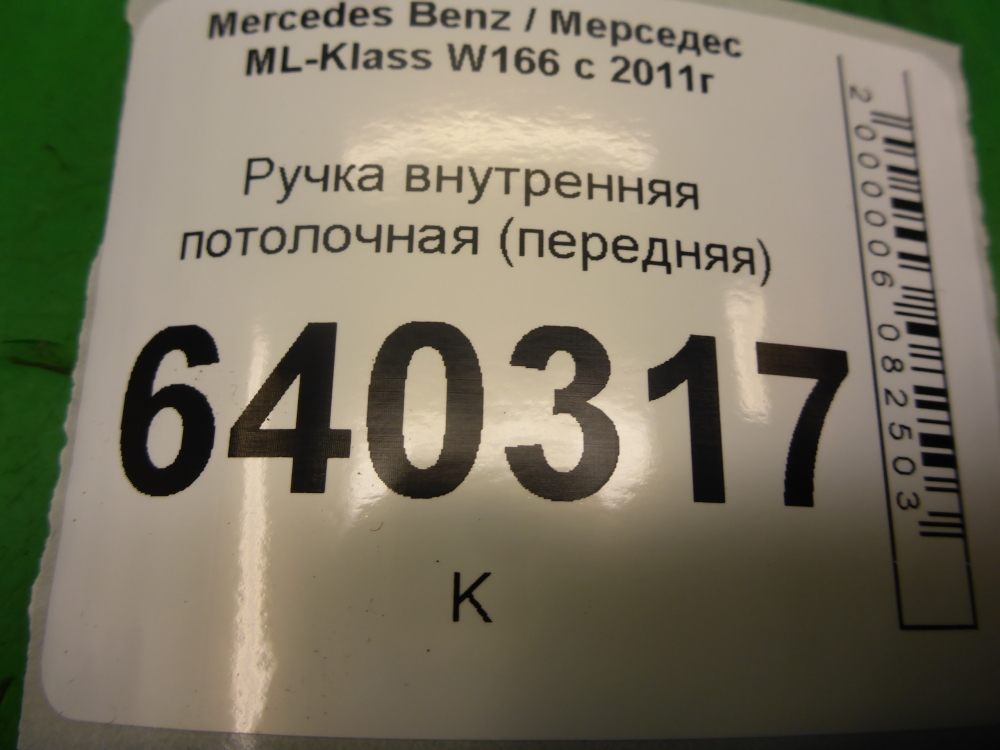 Mercedes Benz / Мерседес
ML-Klass W166 с 2011г
Ручка внутренняя
потолочная (передняя)
640317
К
2000006082503